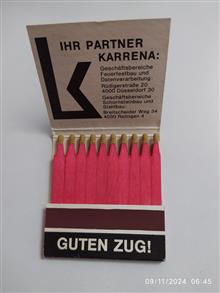 IHR PARTNER
KARRENA:
Geschäftsbereiche
Feuerfestbau und
Datenverarbeitung
Rüdigerstraße 20
4000 Düsseldorf 30
Geschäftsbereiche
Schornsteinbau und
Stahlbau
Breitscheider Weg 34
4030 Ratingen 4
GUTEN ZUG!
09/11/2024 06:45